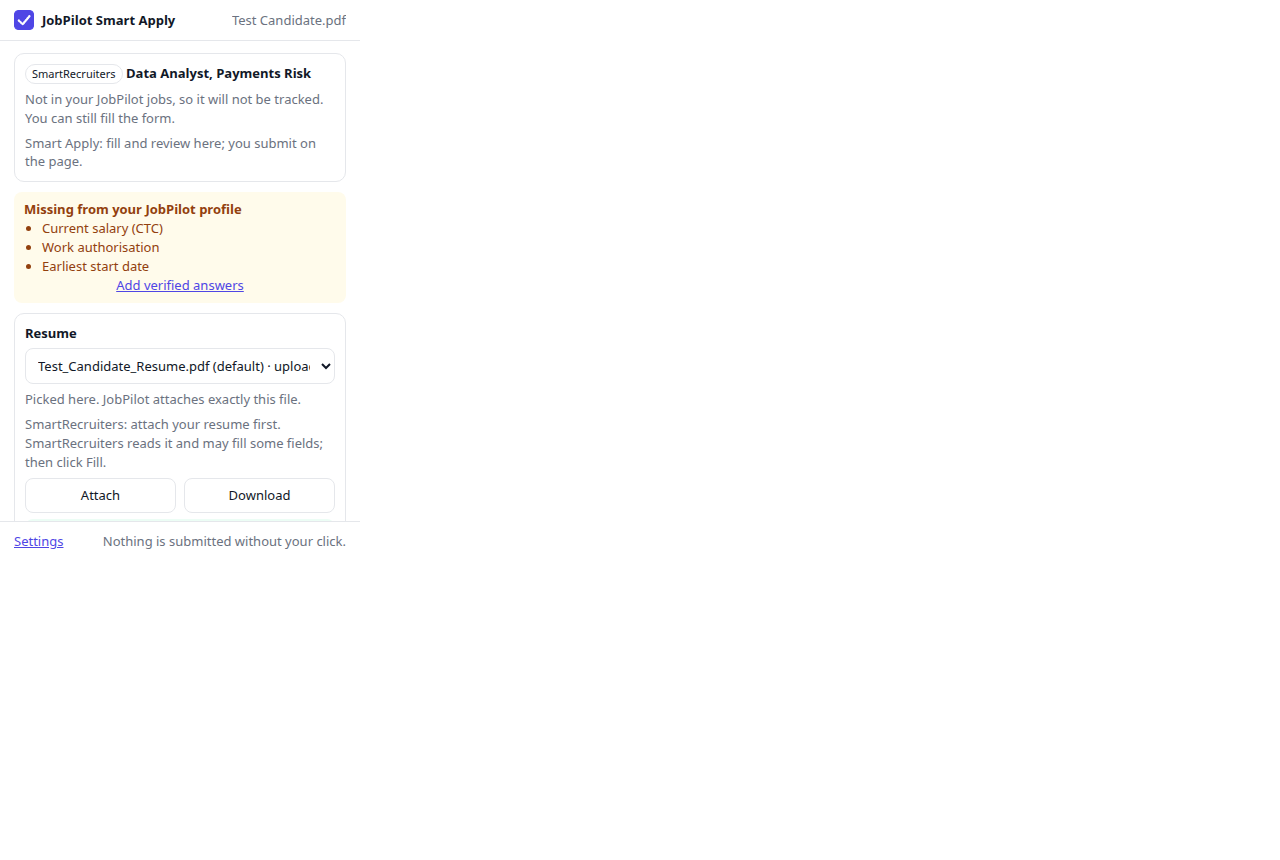 JobPilot Smart Apply
Test Candidate.pdf
SmartRecruiters Data Analyst, Payments Risk
Not in your JobPilot jobs, so it will not be tracked.
You can still fill the form.
Smart Apply: fill and review here; you submit on
the page.
Missing from your JobPilot profile
Current salary (CTC)
Work authorisation
Earliest start date
Add verified answers
Resume
Test_Candidate_Resume.pdf (default) · uploa
Picked here. JobPilot attaches exactly this file.
SmartRecruiters: attach your resume first.
SmartRecruiters reads it and may fill some fields;
then click Fill.
Attach
Download
Settings
Nothing is submitted without your click.